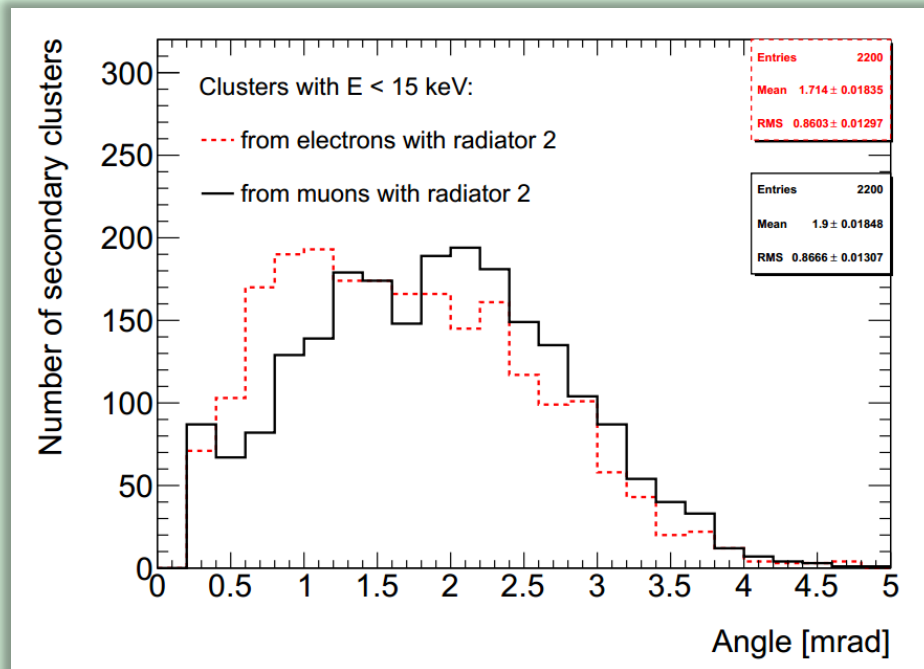 Number of secondary clusters
300
250
200
150
100
50
0
Clusters with E < 15 keV:
from electrons with radiator 2
from muons with radiator 2
Entries 2200
Mean 1.714 ± 0.01835
RMS 0.8603 ± 0.01297
Entries 2200
Mean 1.9 ± 0.01848
RMS 0.8666 ± 0.01307
0 0.5 1 1.5 2 2.5 3 3.5 4 4.5 5
Angle [mrad]